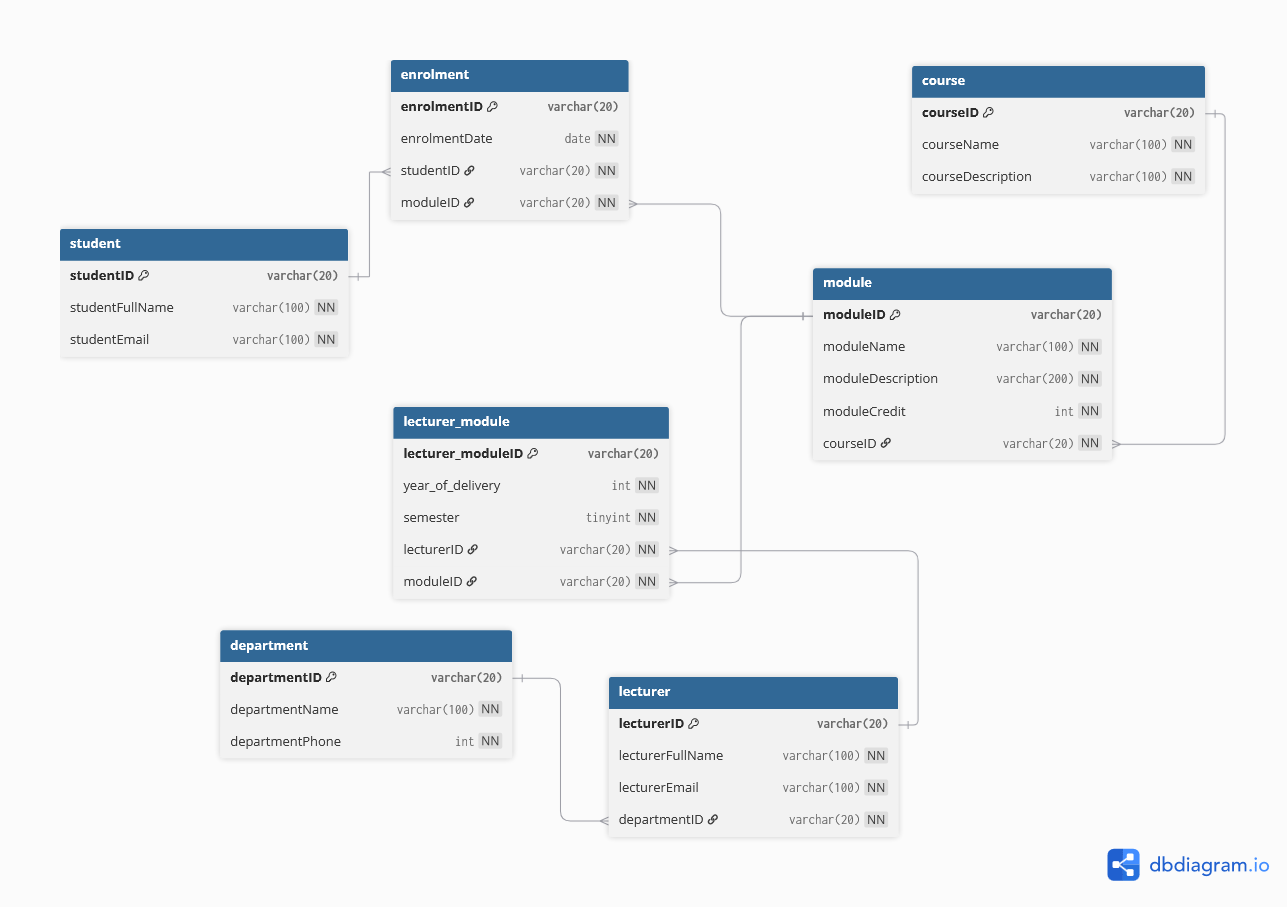 enrolment
enrolmentID varchar(20)
enrolmentDate date NN
studentID varchar(20) NN
moduleID varchar(20) NN
course
courseID varchar(20)
courseName varchar(100) NN
courseDescription varchar(100) NN
student
studentID varchar(20)
studentFullName varchar(100) NN
studentEmail varchar(100) NN
module
moduleID varchar(20)
moduleName varchar(100) NN
moduleDescription varchar(200) NN
moduleCredit int NN
courseID varchar(20) NN
lecturer_module
lecturer_moduleID varchar(20)
year_of_delivery int NN
semester tinyint NN
lecturerID varchar(20) NN
moduleID varchar(20) NN
department
departmentID varchar(20)
departmentName varchar(100) NN
departmentPhone int NN
lecturer
lecturerID varchar(20)
lecturerFullName varchar(100) NN
lecturerEmail varchar(100) NN
departmentID varchar(20) NN
dbdiagram.io